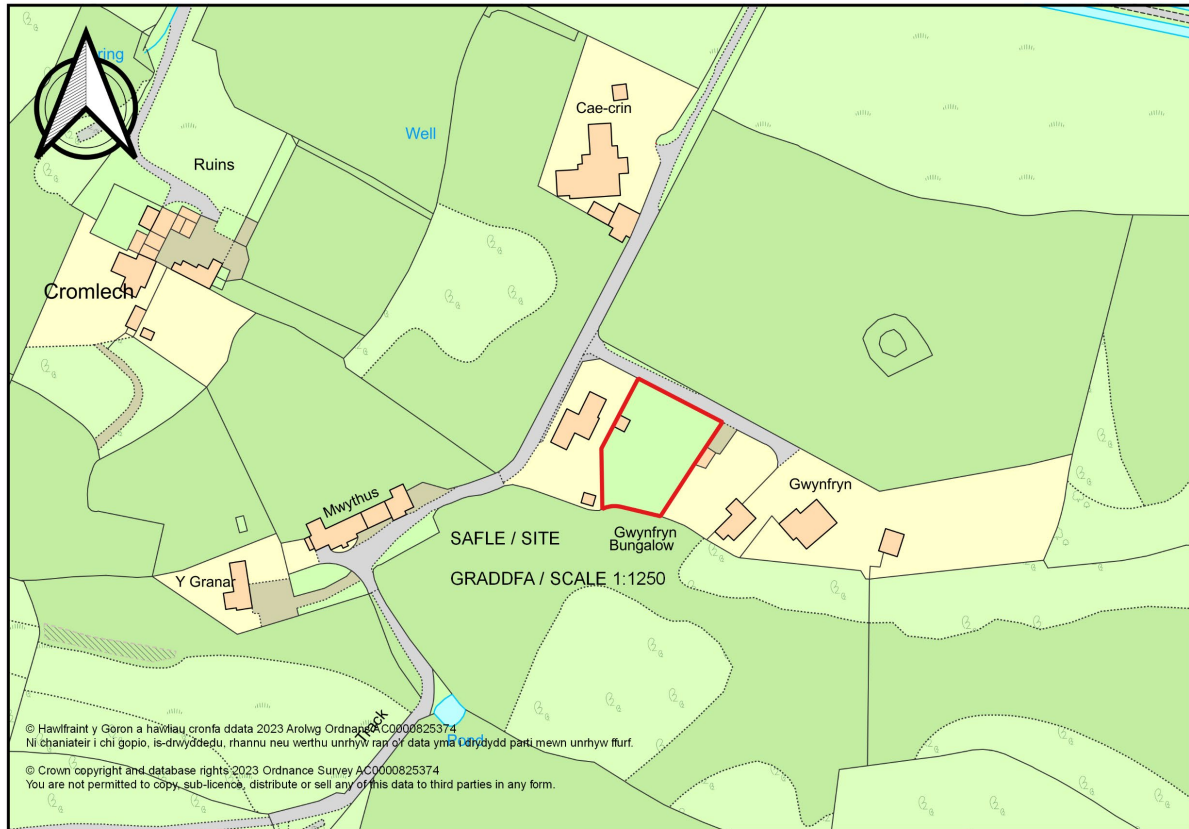 Cae-crin
Well
Ruins
Cromlech
Mwythus
Gwynfryn
SAFLE / SITE
Gwynfryn
Bungalow
Y Granar
GRADDFA / SCALE 1:1250
Track
Pond
© Hawlfraint y Goron a hawliau cronfa ddata 2023 Arolwg Ordnans AC0000825374
Ni chaniateir i chi gopio, is-drwyddedu, rhannu neu werthu unrhyw ran o'r data yma i drydydd parti mewn unrhyw ffurf.
© Crown copyright and database rights 2023 Ordnance Survey AC0000825374
You are not permitted to copy, sub-licence, distribute or sell any of this data to third parties in any form.